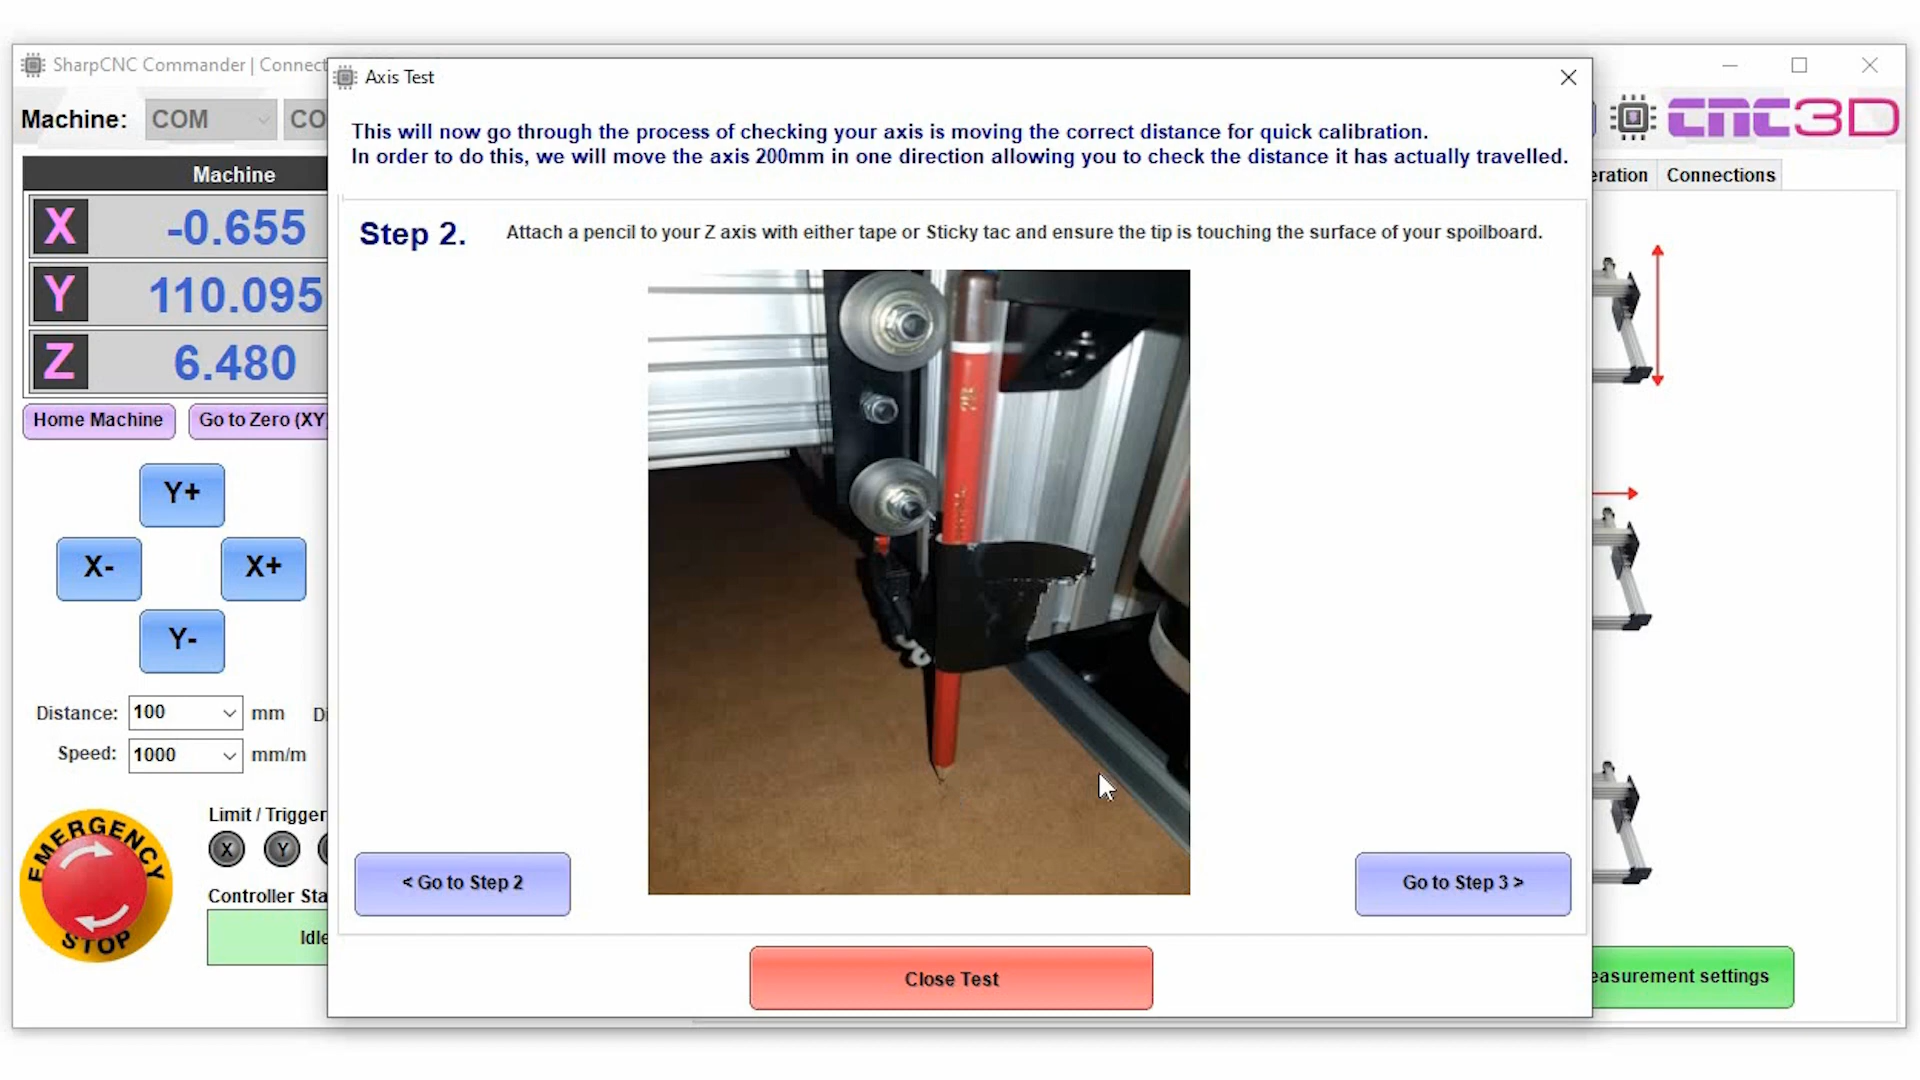 SharpCNC Commander | Connect
Axis Test
Machine:
COM
CO
CNC3D
This will now go through the process of checking your axis is moving the correct distance for quick calibration.
In order to do this, we will move the axis 200mm in one direction allowing you to check the distance it has actually travelled.
Machine
eration
Connections
X
-0.655
Step 2.
Attach a pencil to your Z axis with either tape or Sticky tac and ensure the tip is touching the surface of your spoilboard.
Y
110.095
Z
6.480
Home Machine
Go to Zero (XY)
Y+
X-
X+
Y-
Distance:
100
mm
Di
Speed:
1000
mm/m
Limit / Trigger
X
Y
EMERGENCY
STOP
Controller Sta
Idle
< Go to Step 2
Go to Step 3 >
Close Test
easurement settings